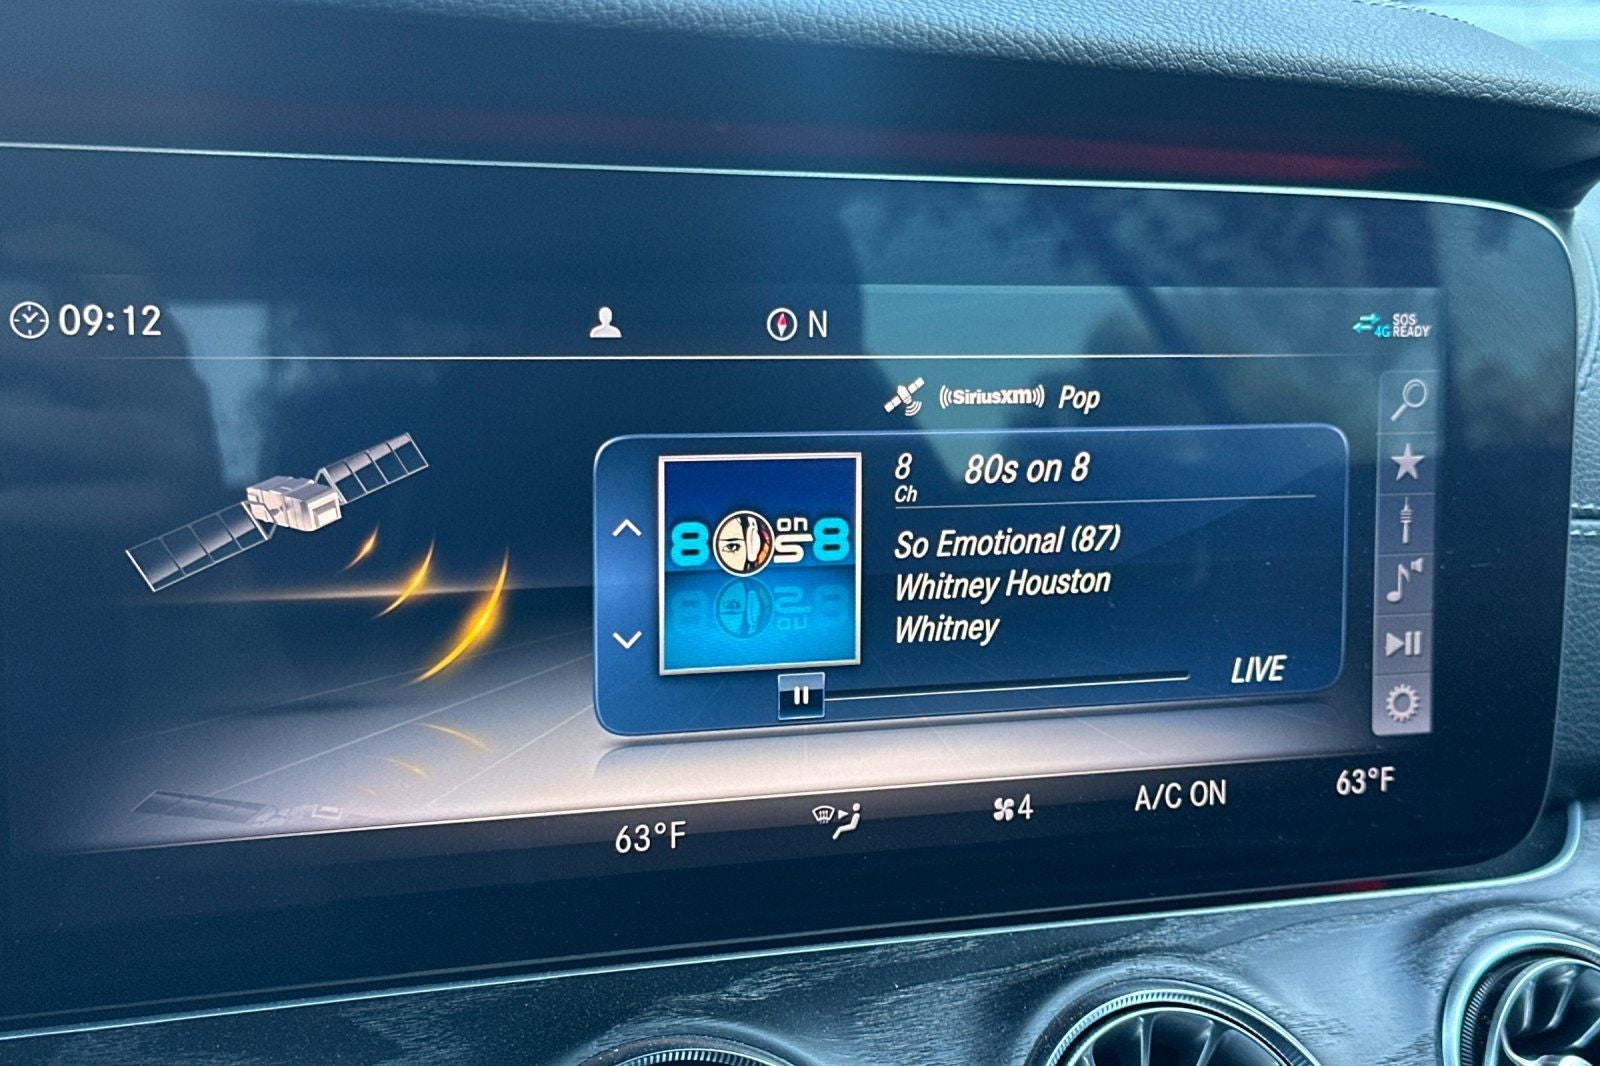 09:12
N
4G
SOS
READY
((SiriusXM)) Pop
8
Ch
80s on 8
80s on 8
So Emotional (87)
Whitney Houston
Whitney
LIVE
63°F
4
A/C ON
63°F